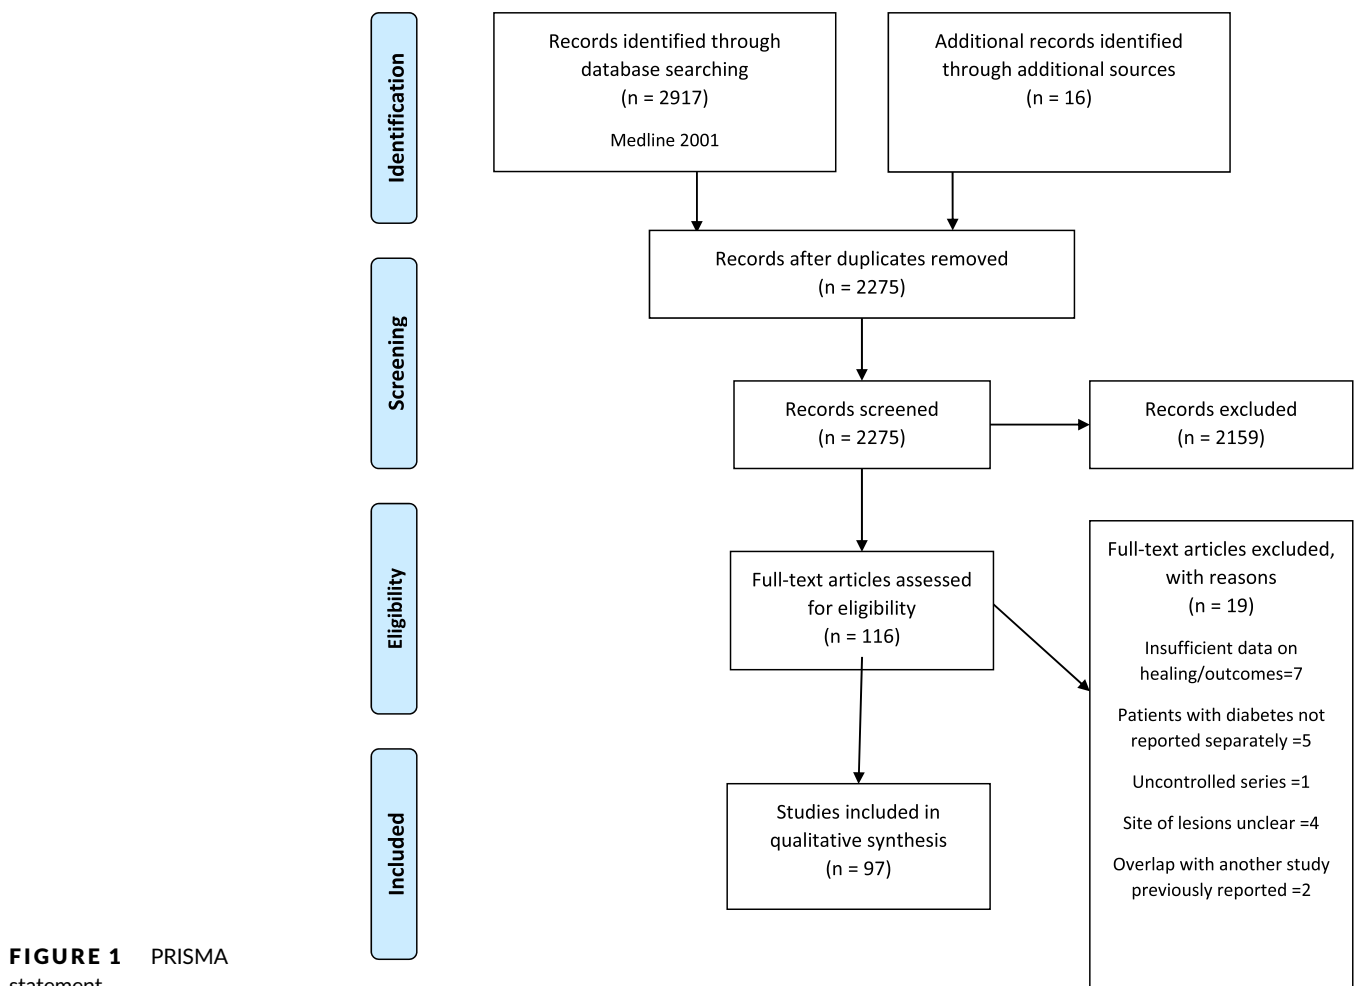 Identification
Records identified through
database searching
(n = 2917)
Medline 2001
Additional records identified
through additional sources
(n = 16)
Records after duplicates removed
(n = 2275)
Screening
Records screened
(n = 2275)
Records excluded
(n = 2159)
Eligibility
Full-text articles assessed
for eligibility
(n = 116)
Full-text articles excluded,
with reasons
(n = 19)
Insufficient data on
healing/outcomes=7
Patients with diabetes not
reported separately =5
Uncontrolled series =1
Site of lesions unclear =4
Overlap with another study
previously reported =2
Included
Studies included in
qualitative synthesis
(n = 97)
FIGURE 1 PRISMA
statement